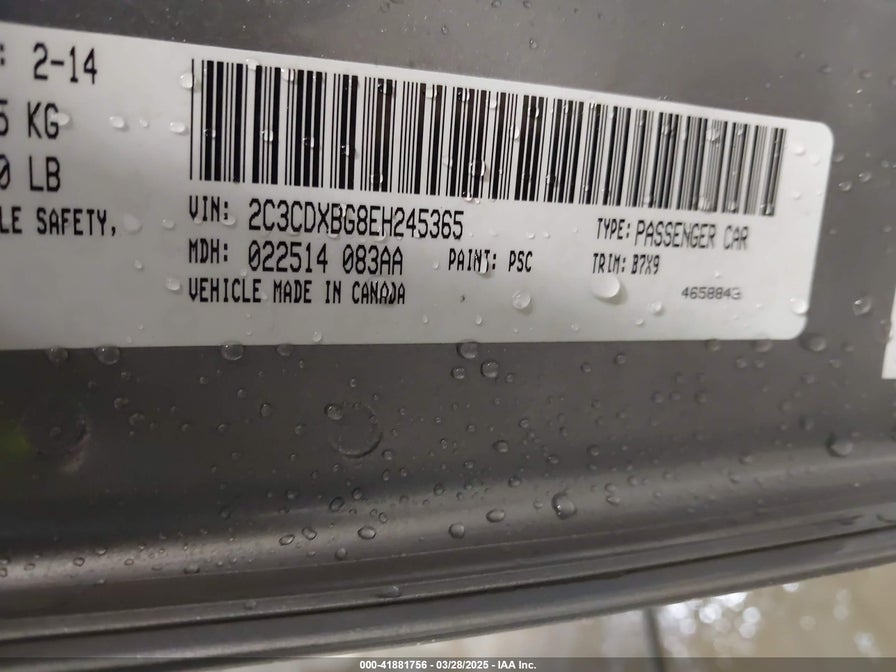 : 2-14
5 KG
0 LB
LE SAFETY,
VIN: 2C3CDXBG8EH245365
TYPE: PASSENGER CAR
MDH: 022514 083AA
PAINT: PSC
TRIM: B7X9
VEHICLE MADE IN CANADA
4658843
000-41881756 - 03/28/2025 - IAA Inc.